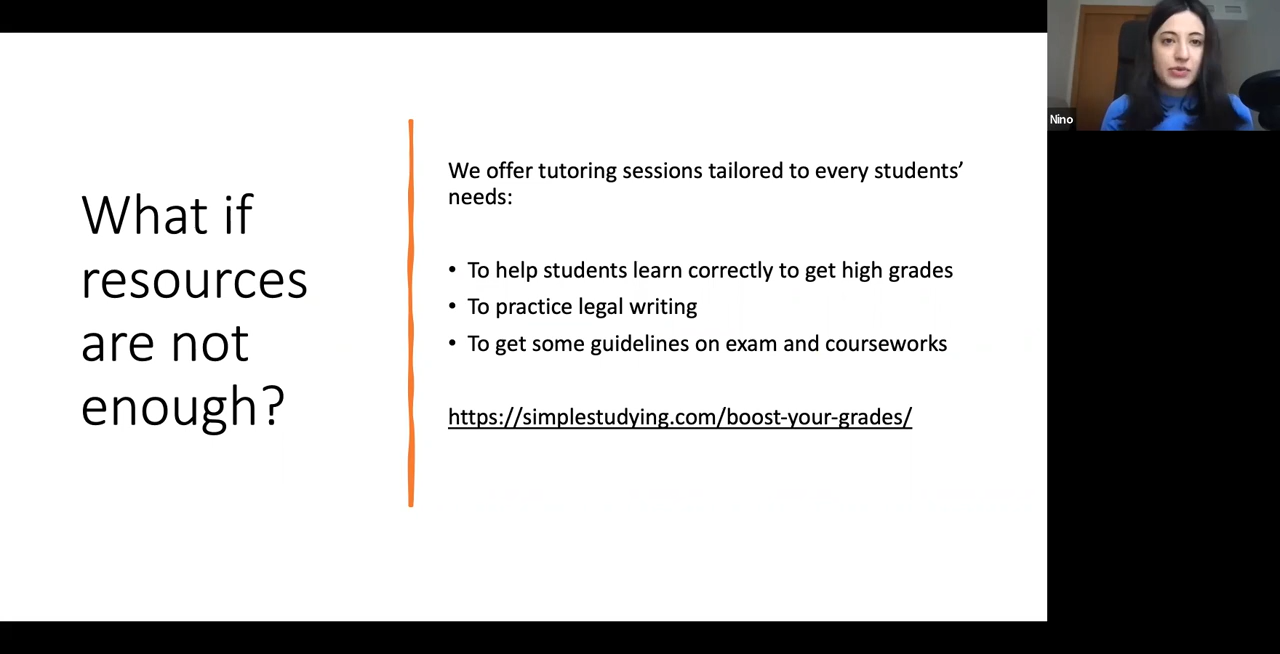 What if
resources
are not
enough?
We offer tutoring sessions tailored to every students’
needs:
• To help students learn correctly to get high grades
• To practice legal writing
• To get some guidelines on exam and courseworks
https://simplestudying.com/boost-your-grades/
Nino